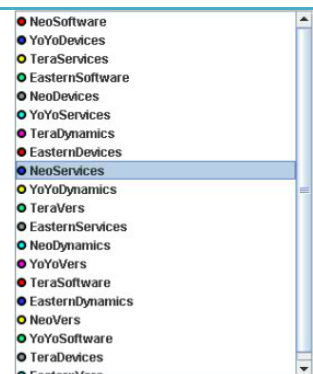 NeoSoftware
YoYoDevices
TeraServices
EasternSoftware
NeoDevices
YoYoServices
TeraDynamics
EasternDevices
NeoServices
YoYoDynamics
TeraVers
EasternServices
NeoDynamics
YoYoVers
TeraSoftware
EasternDynamics
NeoVers
YoYoSoftware
TeraDevices
EasternVers